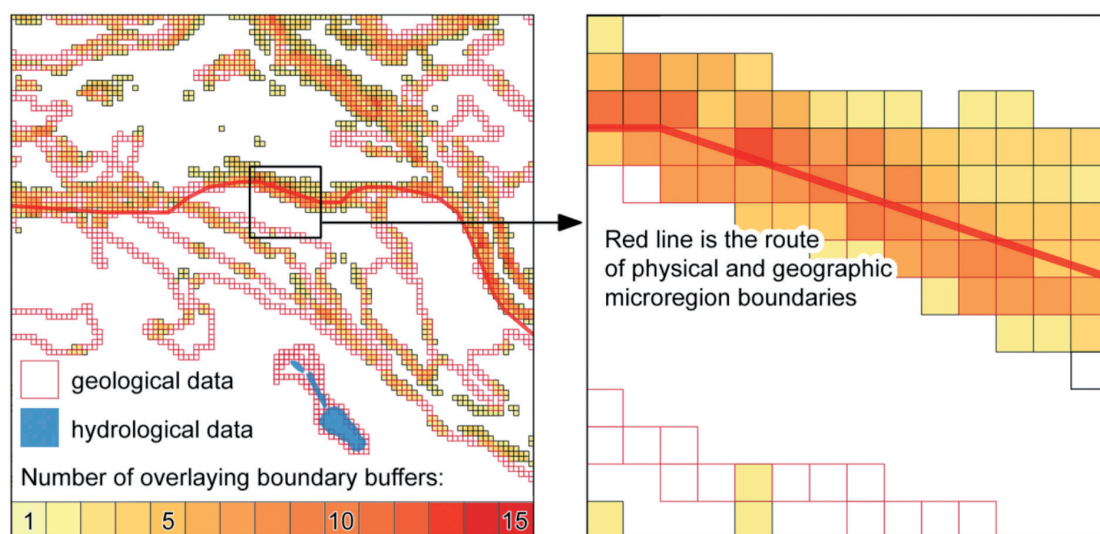 geological data
hydrological data
Number of overlaying boundary buffers:
1 5 10 15
Red line is the route
of physical and geographic
microregion boundaries